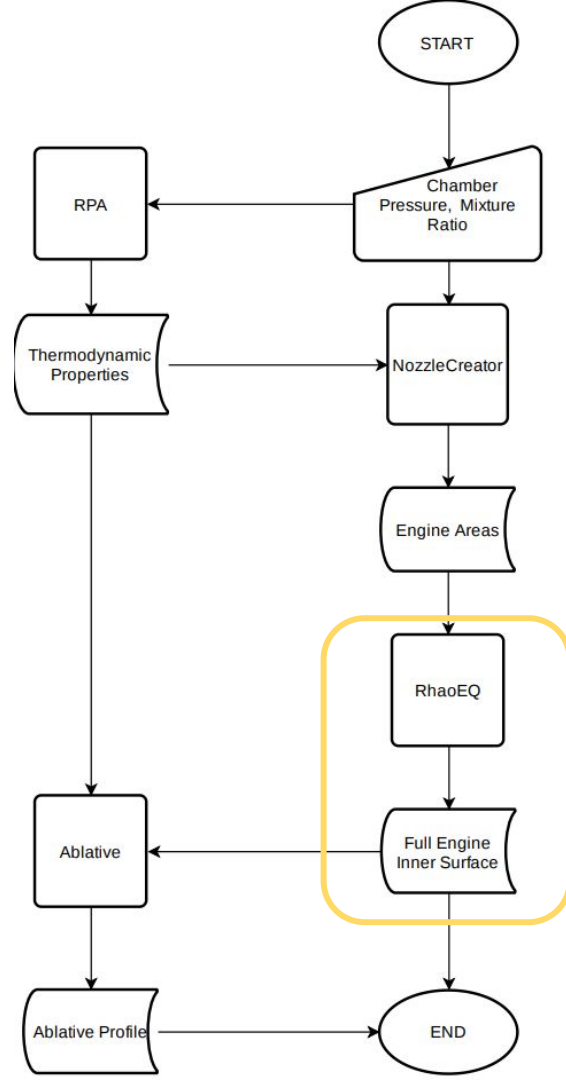 START
Chamber
Pressure, Mixture
Ratio
RPA
Thermodynamic
Properties
NozzleCreator
Engine Areas
RhaoEQ
Full Engine
Inner Surface
Ablative
Ablative Profile
END